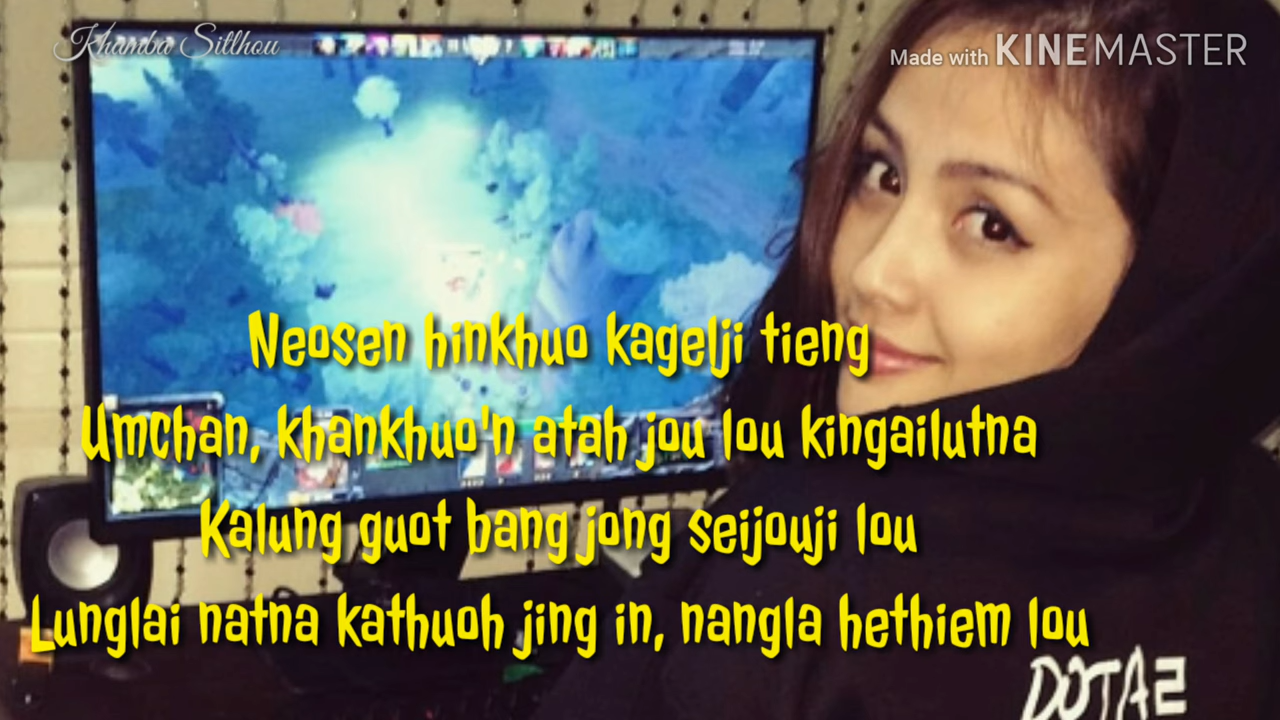 Khamba Sitlhou
Made with KINEMASTER
Neosen hinkhuo kagelji tieng
Umchan, khankhuo'n atah jou lou kingailutna
Kalung guot bang jong seijouji lou
Lunglai natna kathuoh jing in, nangla hethiem lou
DOTA2